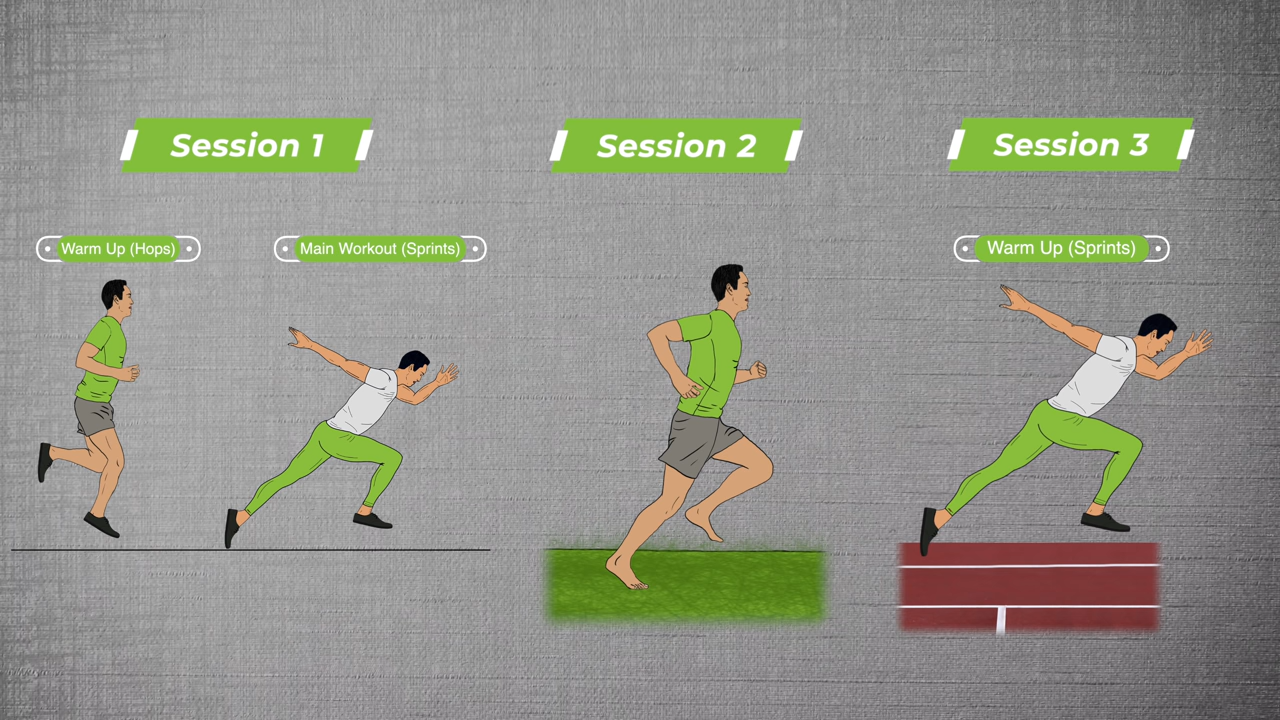 Session 1
Session 2
Session 3
Warm Up (Hops)
Main Workout (Sprints)
Warm Up (Sprints)